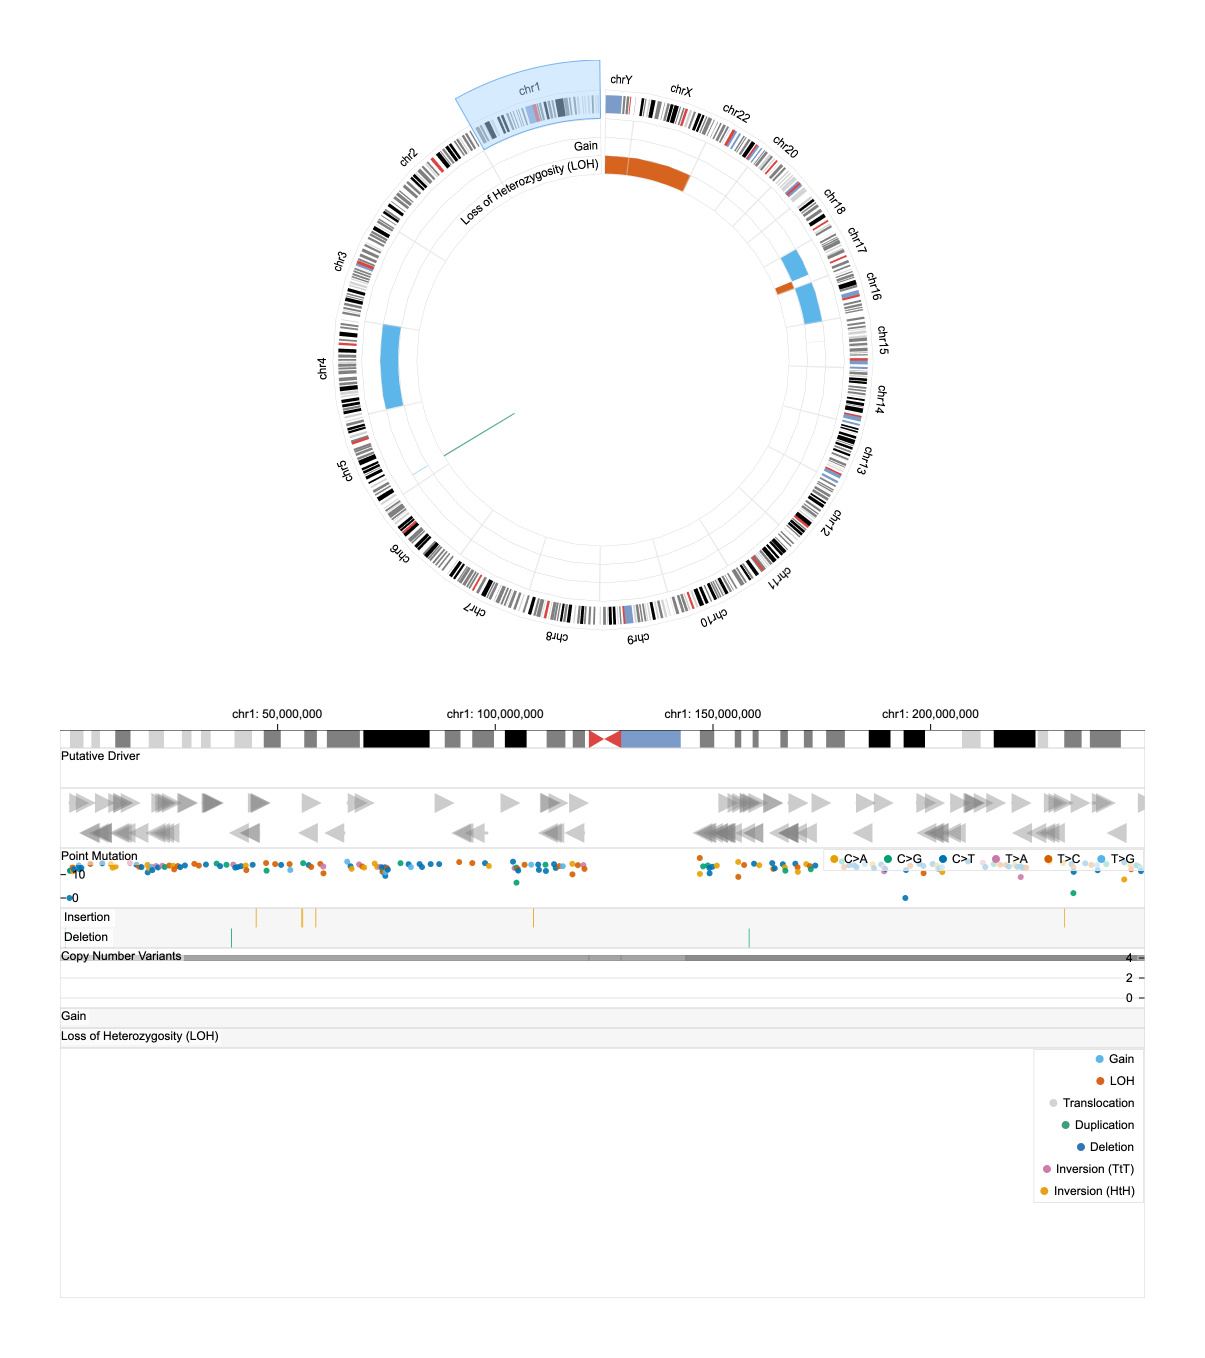 chr1
chrY
chrX
chr22
chr20
chr18
chr17
chr16
chr15
chr14
chr13
chr12
chr11
chr10
chr9
chr8
chr7
chr6
chr5
chr4
chr3
chr2
Gain
Loss of Heterozygosity (LOH)
chr1: 50,000,000
chr1: 100,000,000
chr1: 150,000,000
chr1: 200,000,000
Putative Driver
Point Mutation
C>A
C>G
C>T
T>A
T>C
T>G
10
0
Insertion
Deletion
Copy Number Variants
4
2
0
Gain
Loss of Heterozygosity (LOH)
Gain
LOH
Translocation
Duplication
Deletion
Inversion (TtT)
Inversion (HtH)